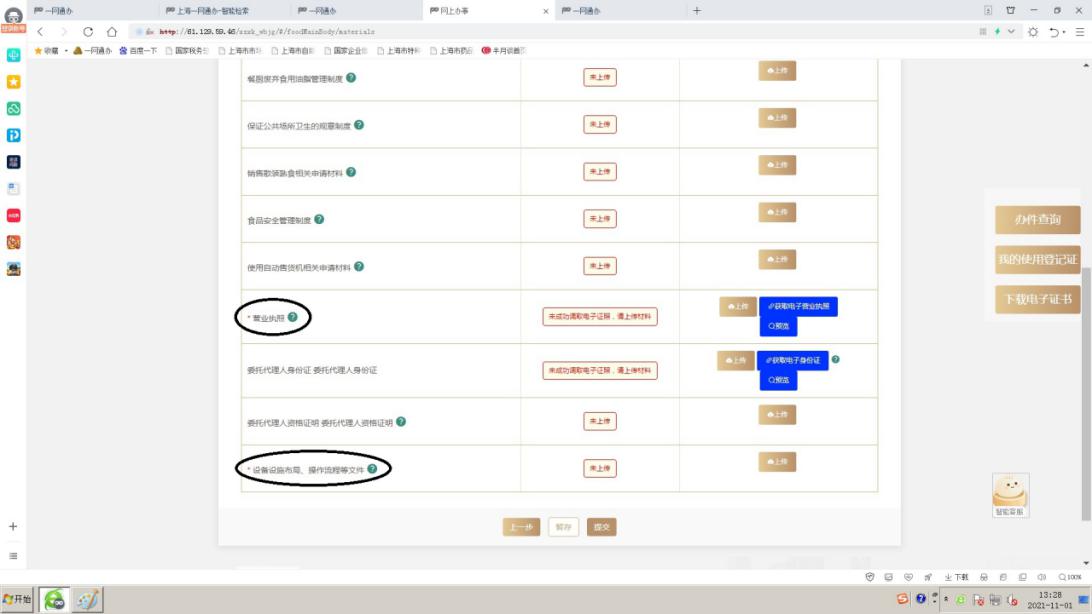 一网通办
上海一网通办-智能检索
一网通办
网上办事
一网通办
登录账号
http://61.129.59.46/zzxk_wbjg/#/foodMainBody/materials
收藏
一网通办
百度一下
国家税务总
上海市市场
上海市自助
国家企业信
上海市特种
上海市药品
半月谈首页
餐厨废弃食用油脂管理制度
未上传
上传
保证公共场所卫生的规章制度
未上传
上传
销售散装熟食相关申请材料
未上传
上传
食品安全管理制度
未上传
上传
使用自动售货机相关申请材料
未上传
上传
* 营业执照
未成功调取电子证照，请上传材料
上传
获取电子营业执照
预览
委托代理人身份证 委托代理人身份证
未成功调取电子证照，请上传材料
上传
获取电子身份证
预览
委托代理人资格证明 委托代理人资格证明
未上传
上传
* 设备设施布局、操作流程等文件
未上传
上传
办件查询
我的使用登记证
下载电子证书
智能客服
上一步
暂存
提交
下载
100%
开始
13:28
2021-11-01